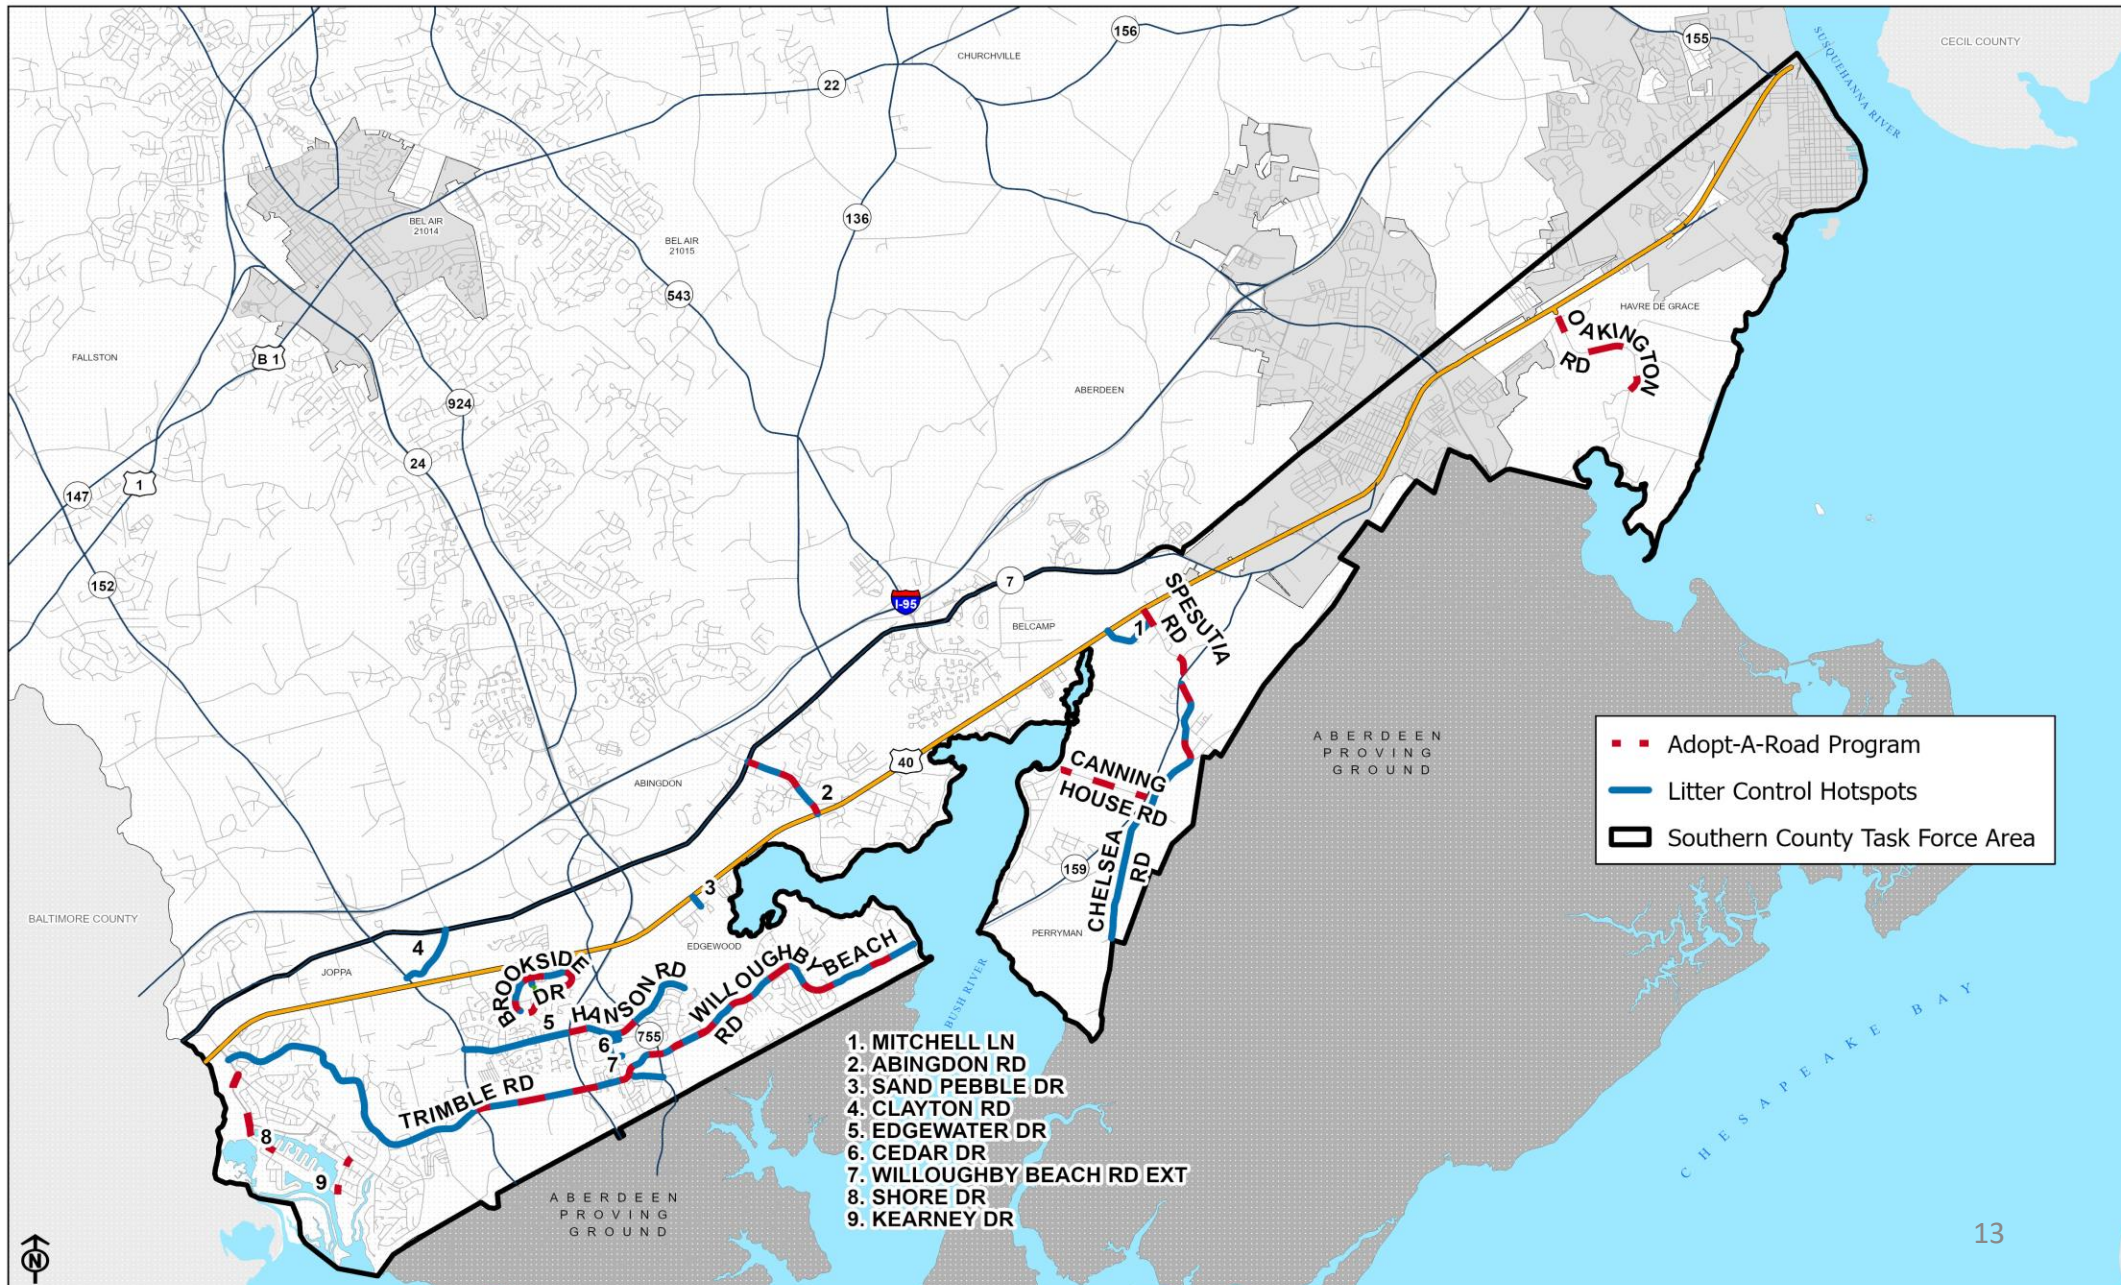 156
155
CECIL COUNTY
CHURCHVILLE
SUSQUEHANNA RIVER
22
BEL AIR
21014
136
BEL AIR
21015
543
HAVRE DE GRACE
OAKINGTON
RD
FALLSTON
B 1
ABERDEEN
924
24
1
147
152
7
I-95
SPESUTIA
RD
BELCAMP
1
ABERDEEN
PROVING
GROUND
Adopt-A-Road Program
Litter Control Hotspots
Southern County Task Force Area
40
CANNING
HOUSE RD
ABINGDON
2
159
CHELSEA
RD
3
BALTIMORE COUNTY
4
EDGEWOOD
PERRYMAN
JOPPA
BROOKSIDE
DR
HANSON RD
WILLOUGHBY BEACH
RD
BUSH RIVER
5
6
755
7
TRIMBLE RD
CHESAPEAKE BAY
8
9
1. MITCHELL LN
2. ABINGDON RD
3. SAND PEBBLE DR
4. CLAYTON RD
5. EDGEWATER DR
6. CEDAR DR
7. WILLOUGHBY BEACH RD EXT
8. SHORE DR
9. KEARNEY DR
ABERDEEN
PROVING
GROUND
N
13